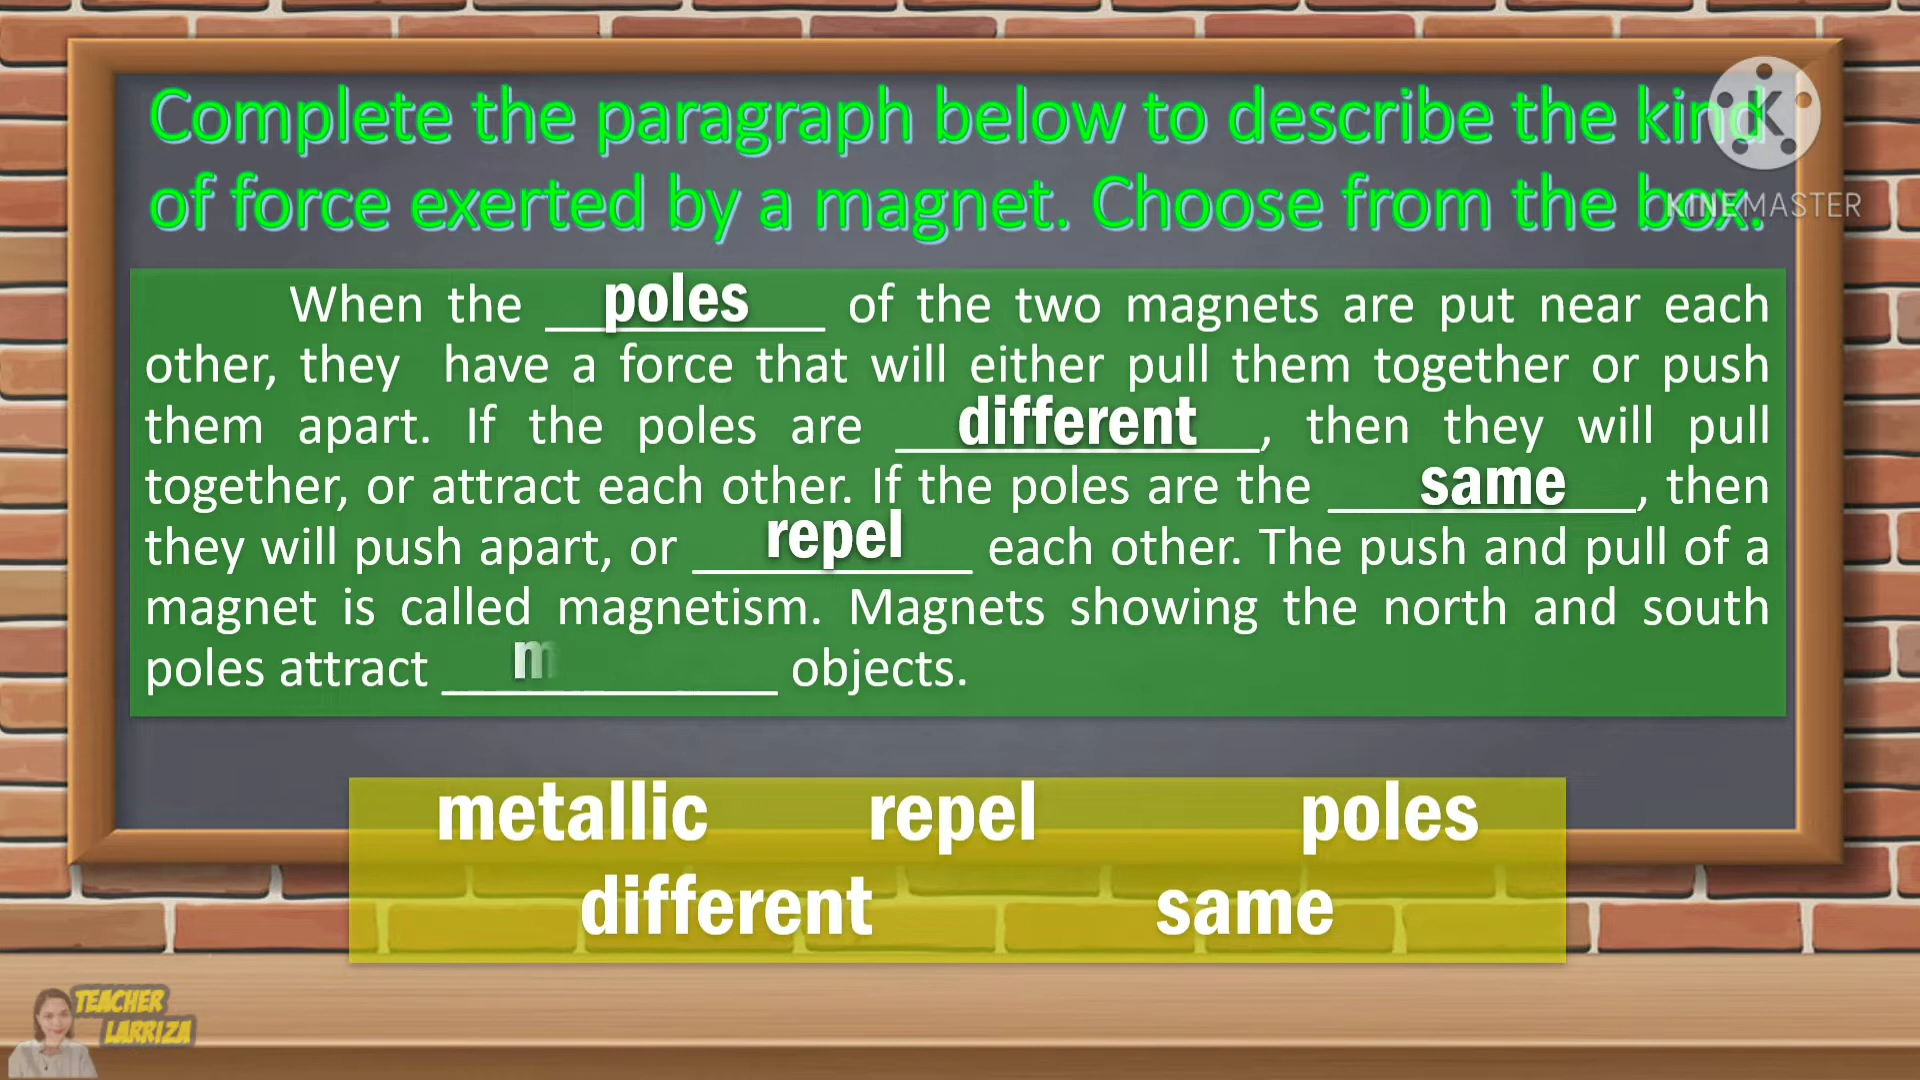 Complete the paragraph below to describe the kind
of force exerted by a magnet. Choose from the box.
K
KINEMASTER
When the poles of the two magnets are put near each
other, they have a force that will either pull them together or push
them apart. If the poles are different, then they will pull
together, or attract each other. If the poles are the same, then
they will push apart, or repel each other. The push and pull of a
magnet is called magnetism. Magnets showing the north and south
poles attract m objects.
metallic repel poles
different same
TEACHER
LARRIZA